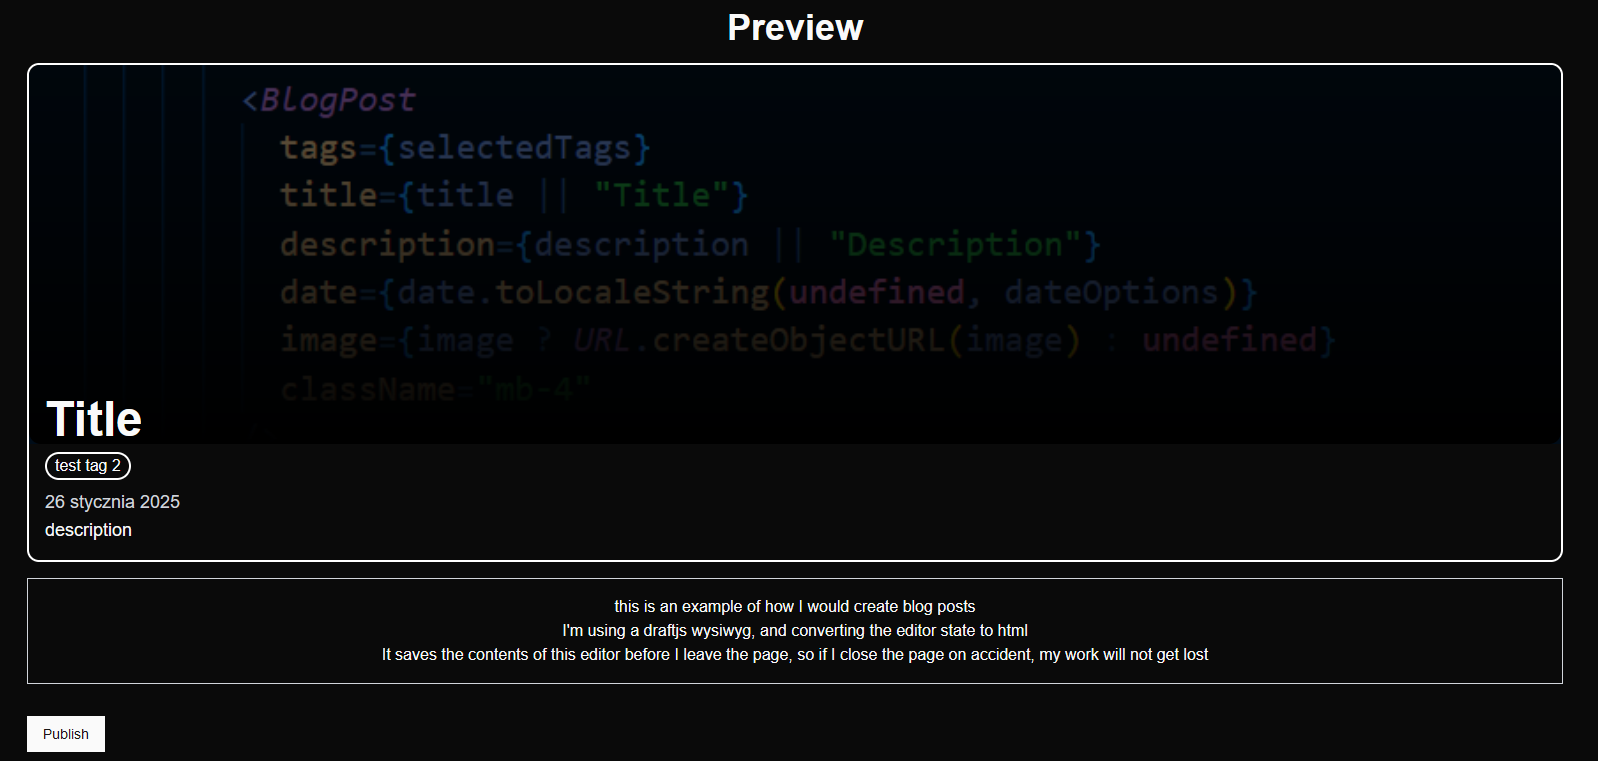 Preview
<BlogPost
tags={selectedTags}
title={title || "Title"}
description={description || "Description"}
date={date.toLocaleString(undefined, dateOptions)}
image={image ? URL.createObjectURL(image) : undefined}
className="mb-4"
Title
test tag 2
26 stycznia 2025
description
this is an example of how I would create blog posts
I'm using a draftjs wysiwyg, and converting the editor state to html
It saves the contents of this editor before I leave the page, so if I close the page on accident, my work will not get lost
Publish